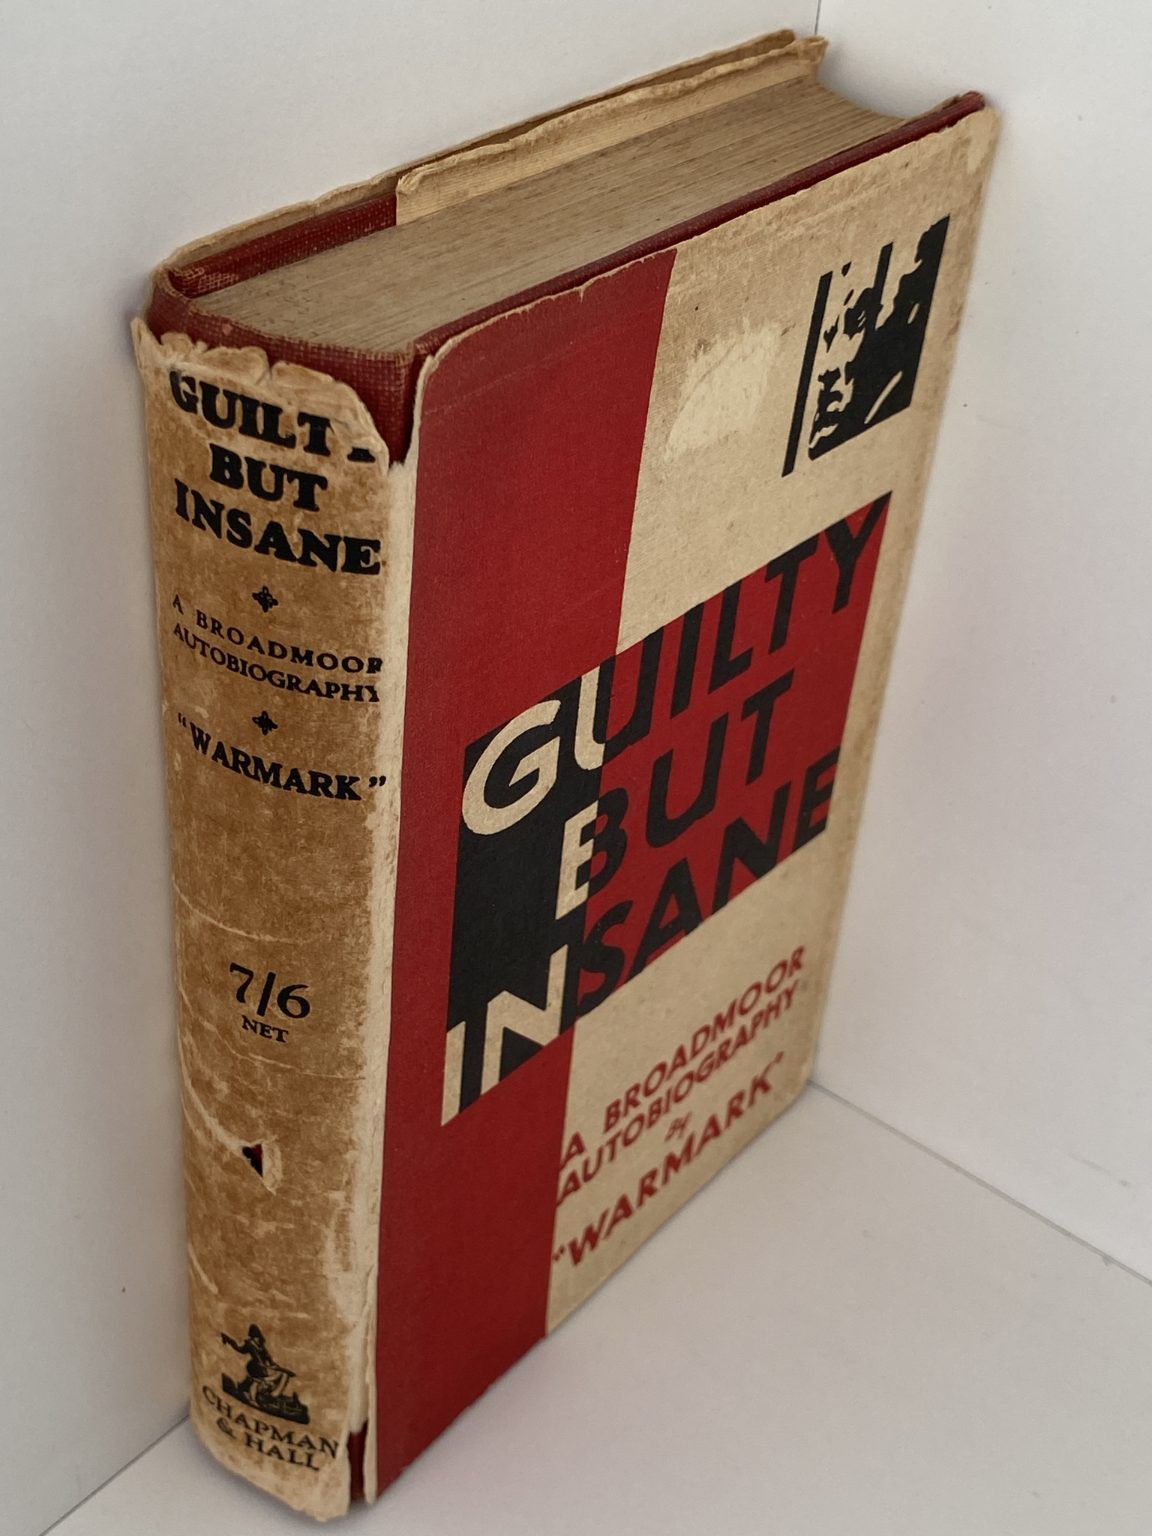 GUILTY
BUT
INSANE
A BROADMOOR
AUTOBIOGRAPHY
"WARMARK"
7/6
NET
CHAPMAN
& HALL
GUILTY
BUT
INSANE
A BROADMOOR
AUTOBIOGRAPHY
By
"WARMARK"